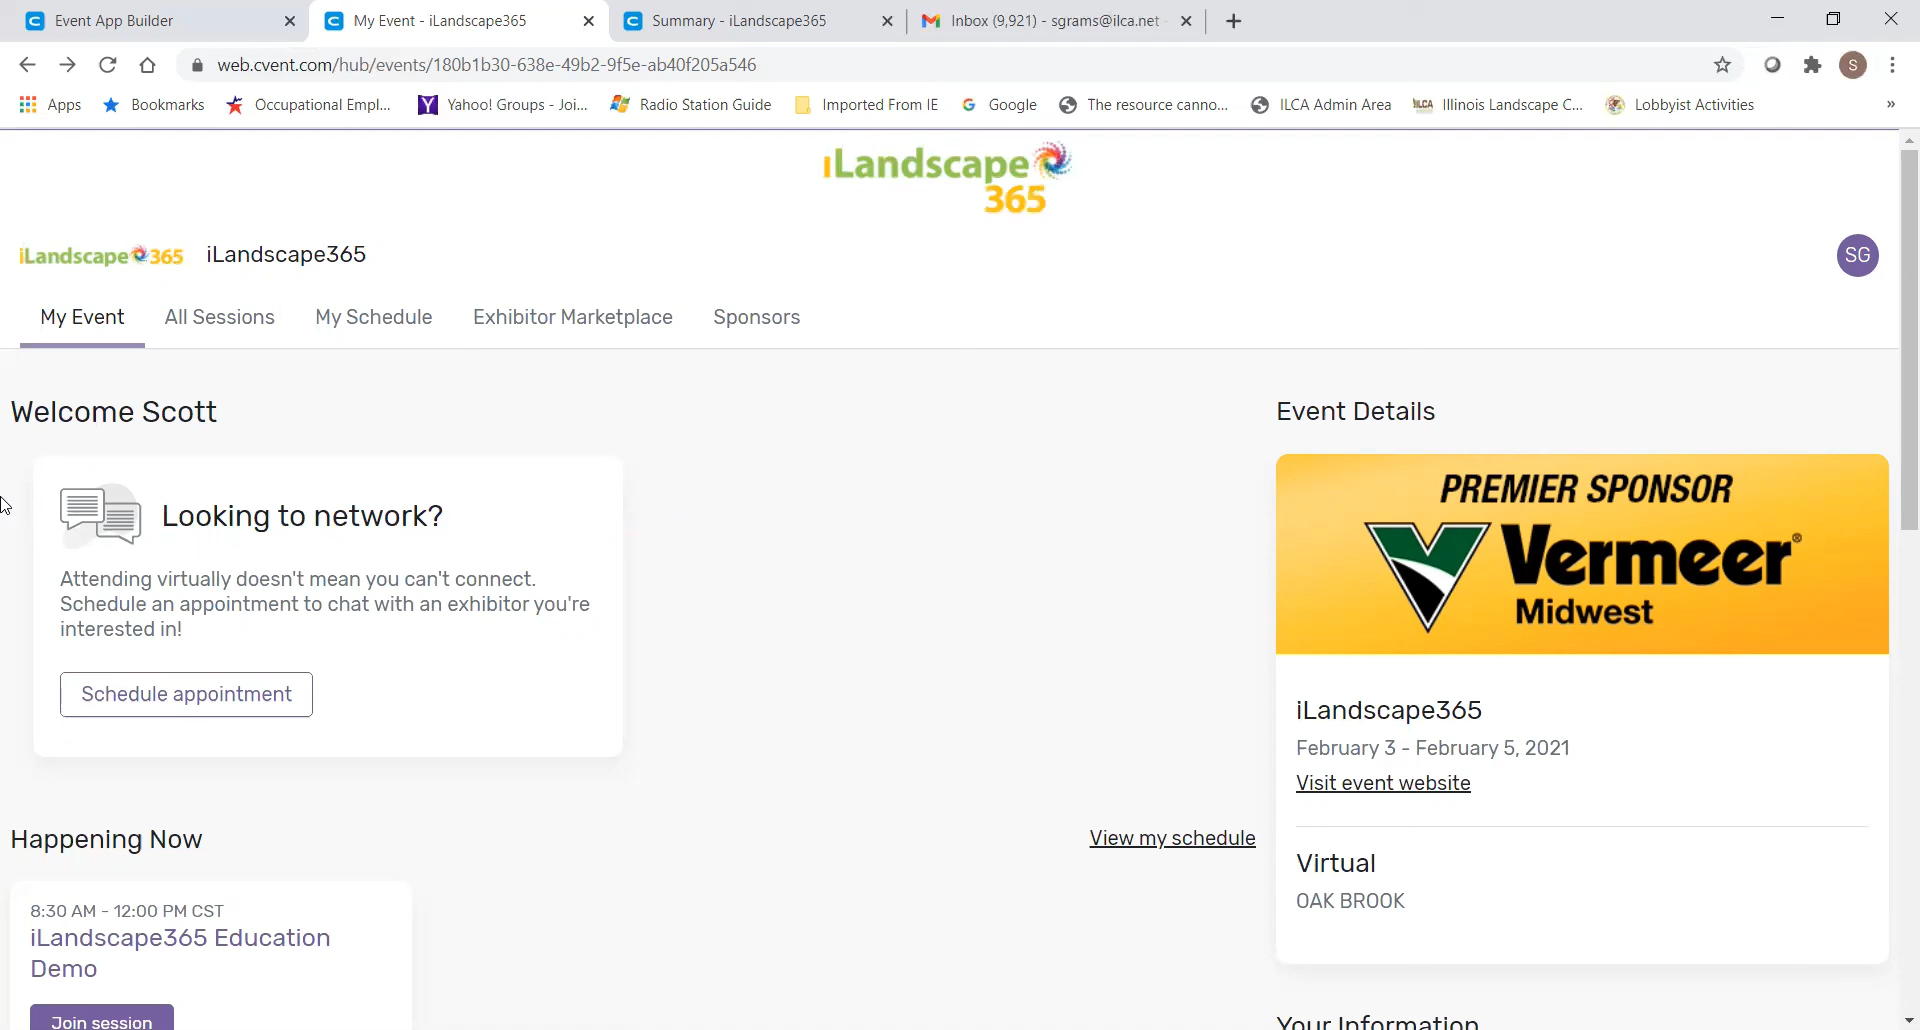 Event App Builder
My Event - iLandscape365
Summary - iLandscape365
Inbox (9,921) - sgrams@ilca.net -
web.cvent.com/hub/events/180b1b30-638e-49b2-9f5e-ab40f205a546
S
Apps
Bookmarks
Occupational Empl...
Yahoo! Groups - Joi...
Radio Station Guide
Imported From IE
Google
The resource canno...
ILCA Admin Area
Illinois Landscape C...
Lobbyist Activities
»
iLandscape
365
iLandscape365
iLandscape365
SG
My Event
All Sessions
My Schedule
Exhibitor Marketplace
Sponsors
Welcome Scott
Looking to network?
Attending virtually doesn't mean you can't connect.
Schedule an appointment to chat with an exhibitor you're
interested in!
Schedule appointment
Happening Now
View my schedule
8:30 AM - 12:00 PM CST
iLandscape365 Education
Demo
Join session
Event Details
PREMIER SPONSOR
Vermeer®
Midwest
iLandscape365
February 3 - February 5, 2021
Visit event website
Virtual
OAK BROOK
Your Information